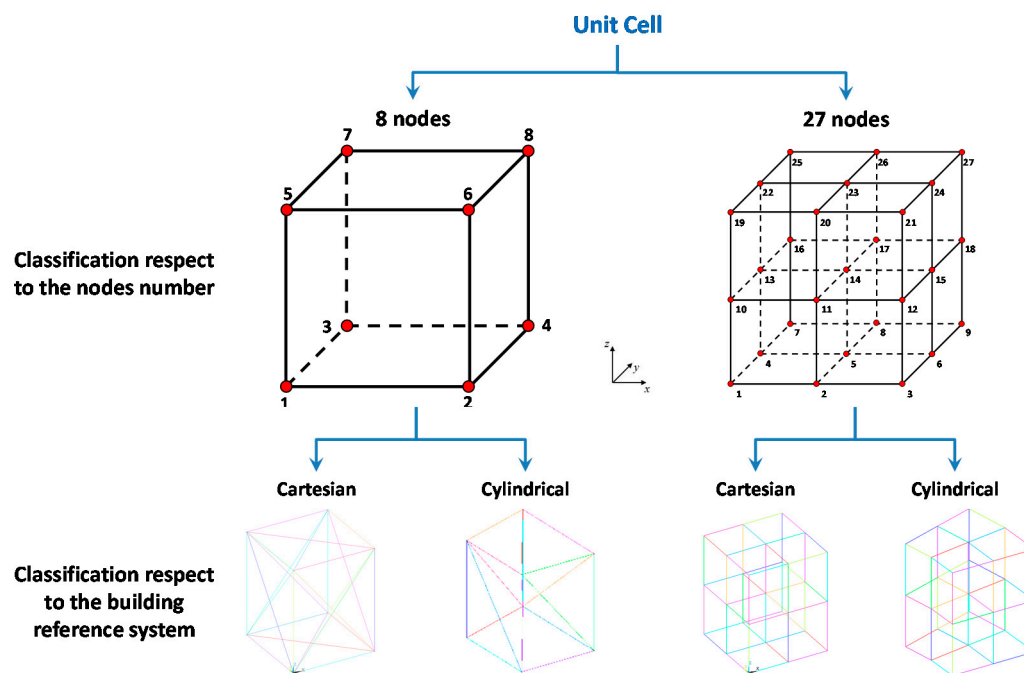 Unit Cell
8 nodes
27 nodes
7 8
5 6
3 4
1 2
25 26 27
22 23 24
19 20 21
16 17 18
13 14 15
10 11 12
7 8 9
4 5 6
1 2 3
Classification respect
to the nodes number
z
y
x
Cartesian
Cylindrical
Cartesian
Cylindrical
Classification respect
to the building
reference system